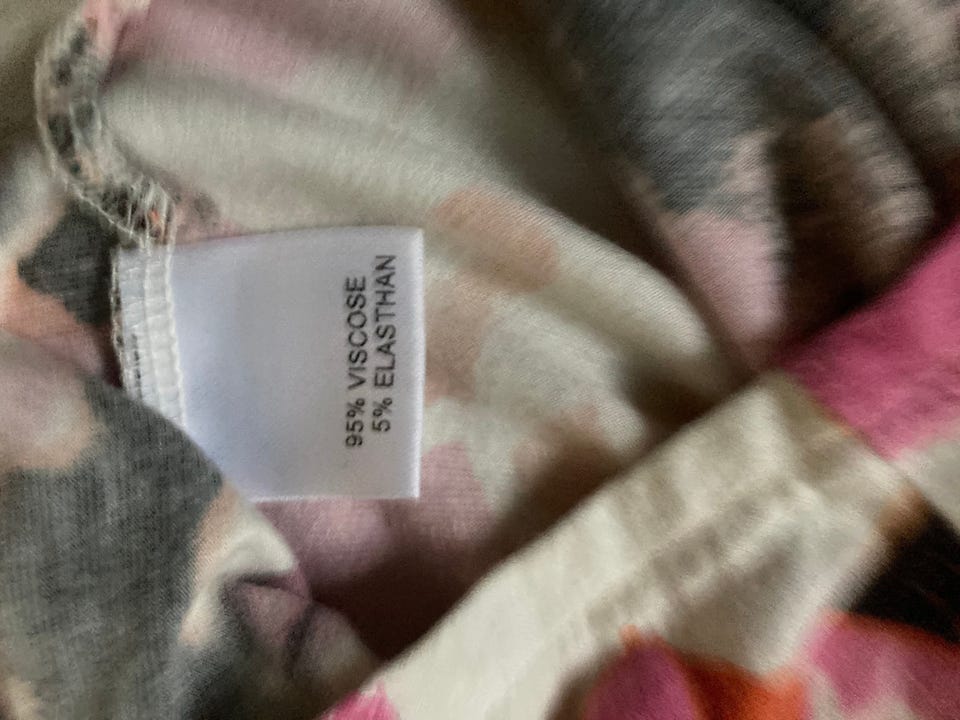 95% VISCOSE
5% ELASTHAN